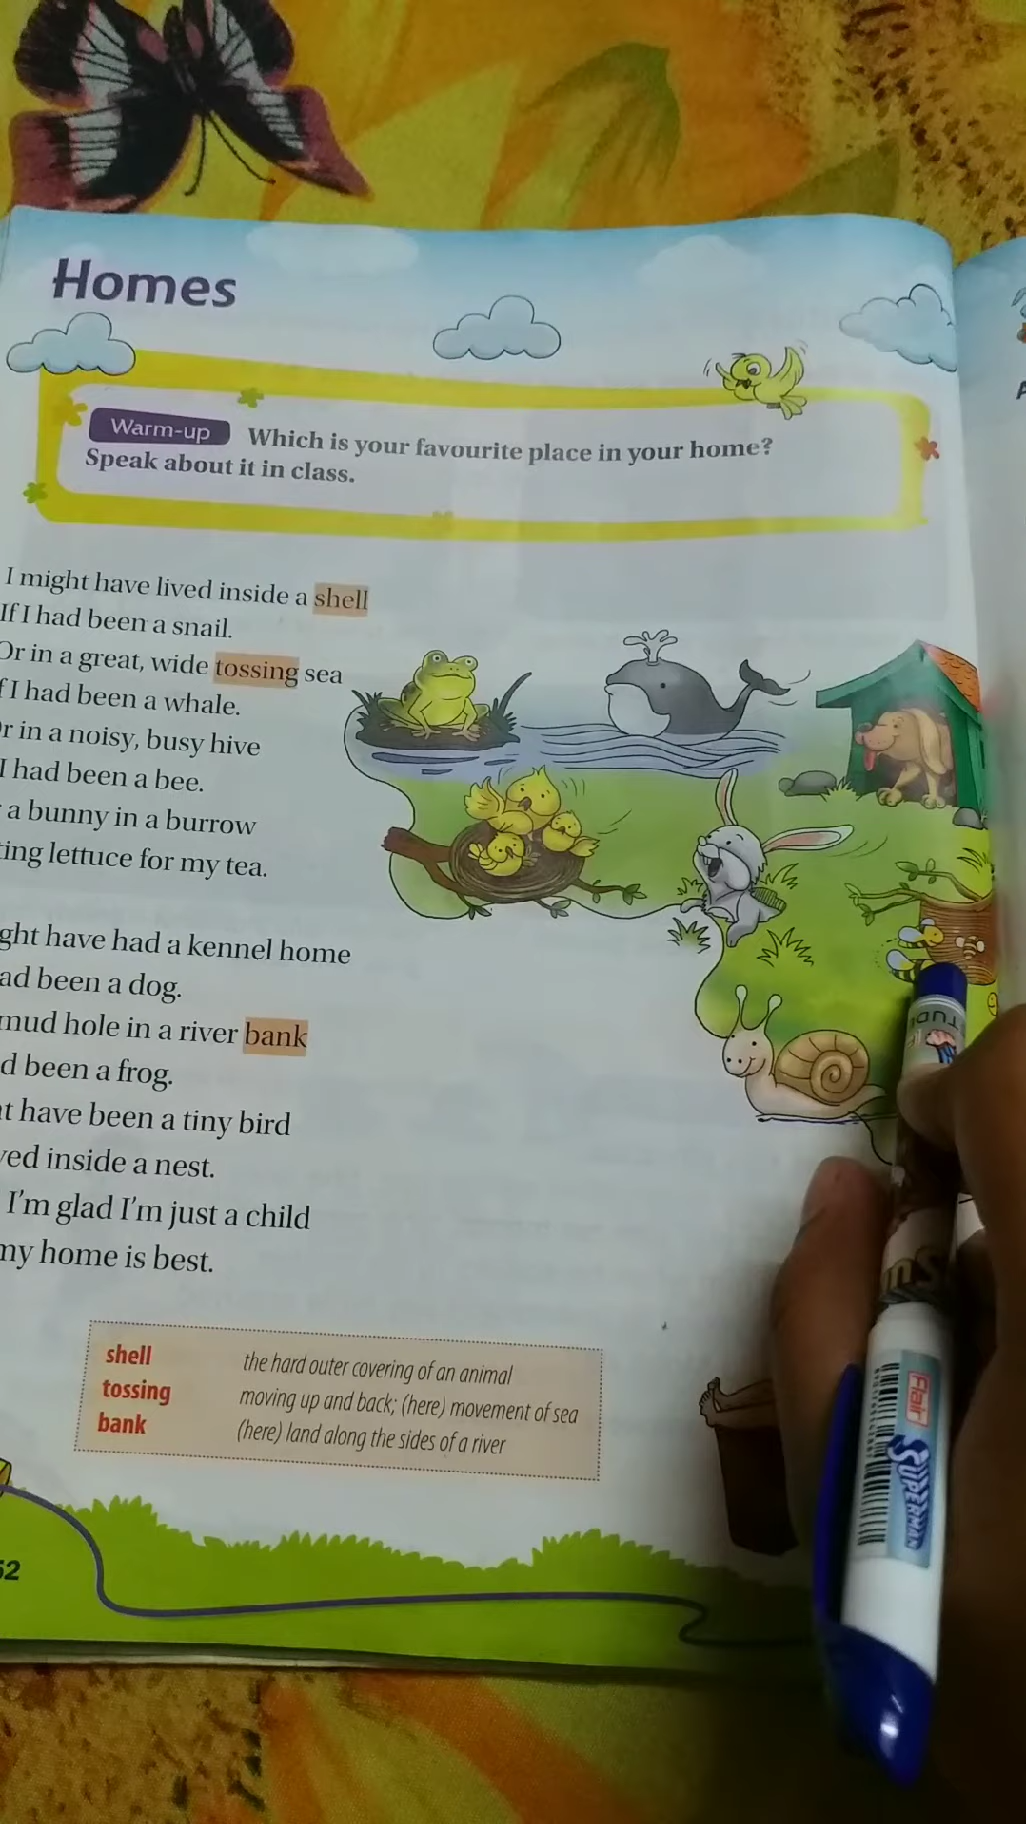 Homes
Warm-up Which is your favourite place in your home?
Speak about it in class.
I might have lived inside a shell
If I had been a snail.
Or in a great, wide tossing sea
I had been a whale.
in a noisy, busy hive
I had been a bee.
a bunny in a burrow
lettuce for my tea.
have had a kennel home
been a dog.
mud hole in a river bank
been a frog.
have been a tiny bird
inside a nest.
I'm glad I'm just a child
my home is best.
shell the hard outer covering of an animal
tossing moving up and back; (here) movement of sea
bank (here) land along the sides of a river
52
Flair
SUPERMAN